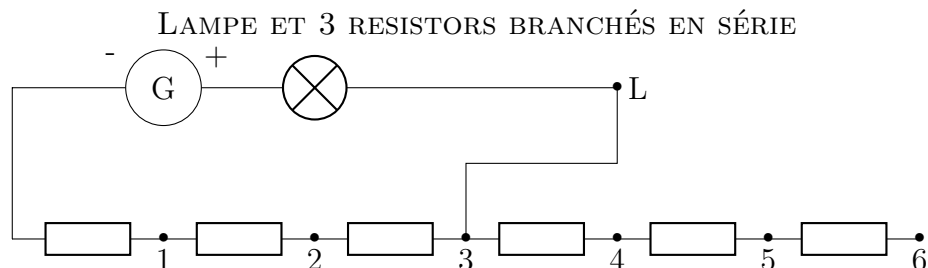 LAMPE ET 3 RESISTORS BRANCHÉS EN SÉRIE
- +
G L
1 2 3 4 5 6